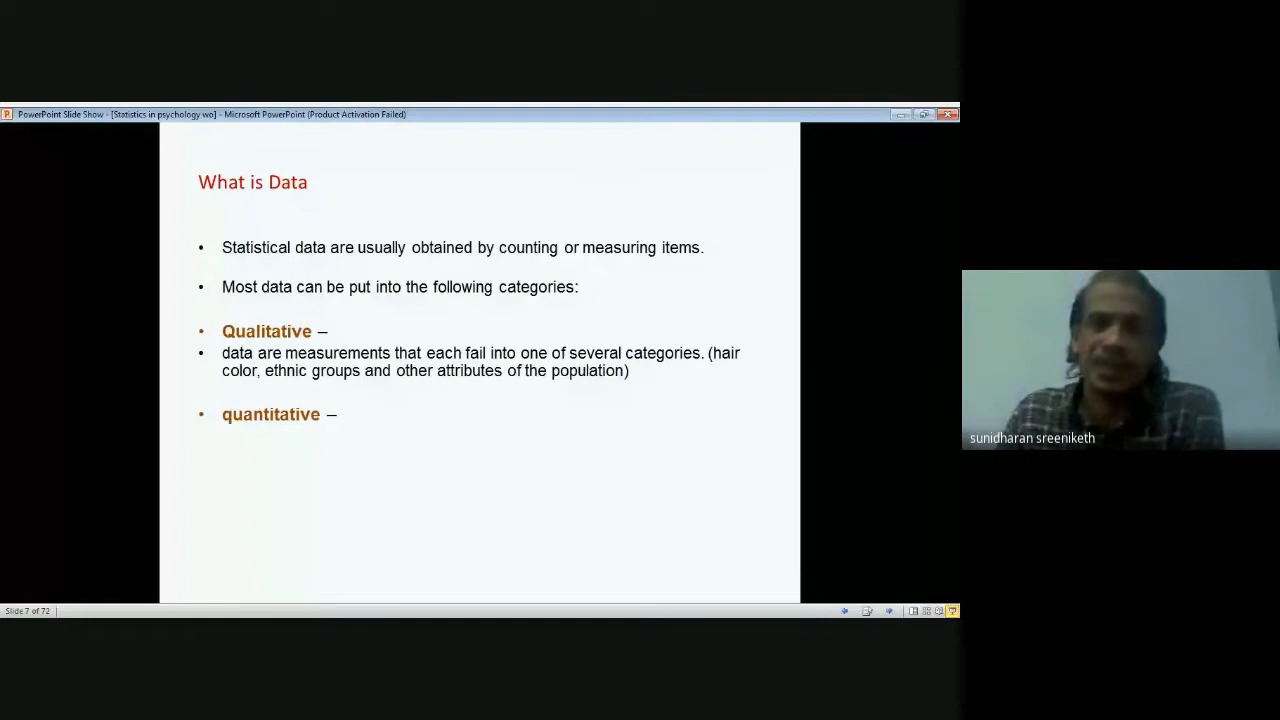 PowerPoint Slide Show - [Statistics in psychology wo] - Microsoft PowerPoint (Product Activation Failed)
What is Data
• Statistical data are usually obtained by counting or measuring items.
• Most data can be put into the following categories:
• Qualitative –
• data are measurements that each fail into one of several categories. (hair
color, ethnic groups and other attributes of the population)
• quantitative –
sunidharan sreeniketh
Slide 7 of 72